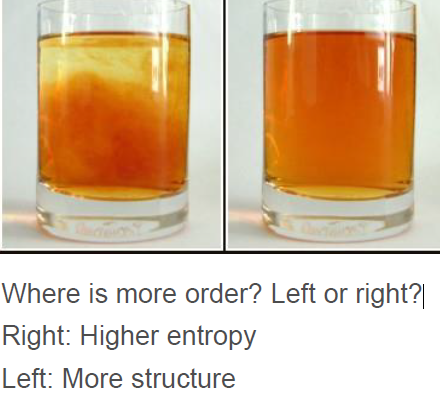 Where is more order? Left or right?
Right: Higher entropy
Left: More structure